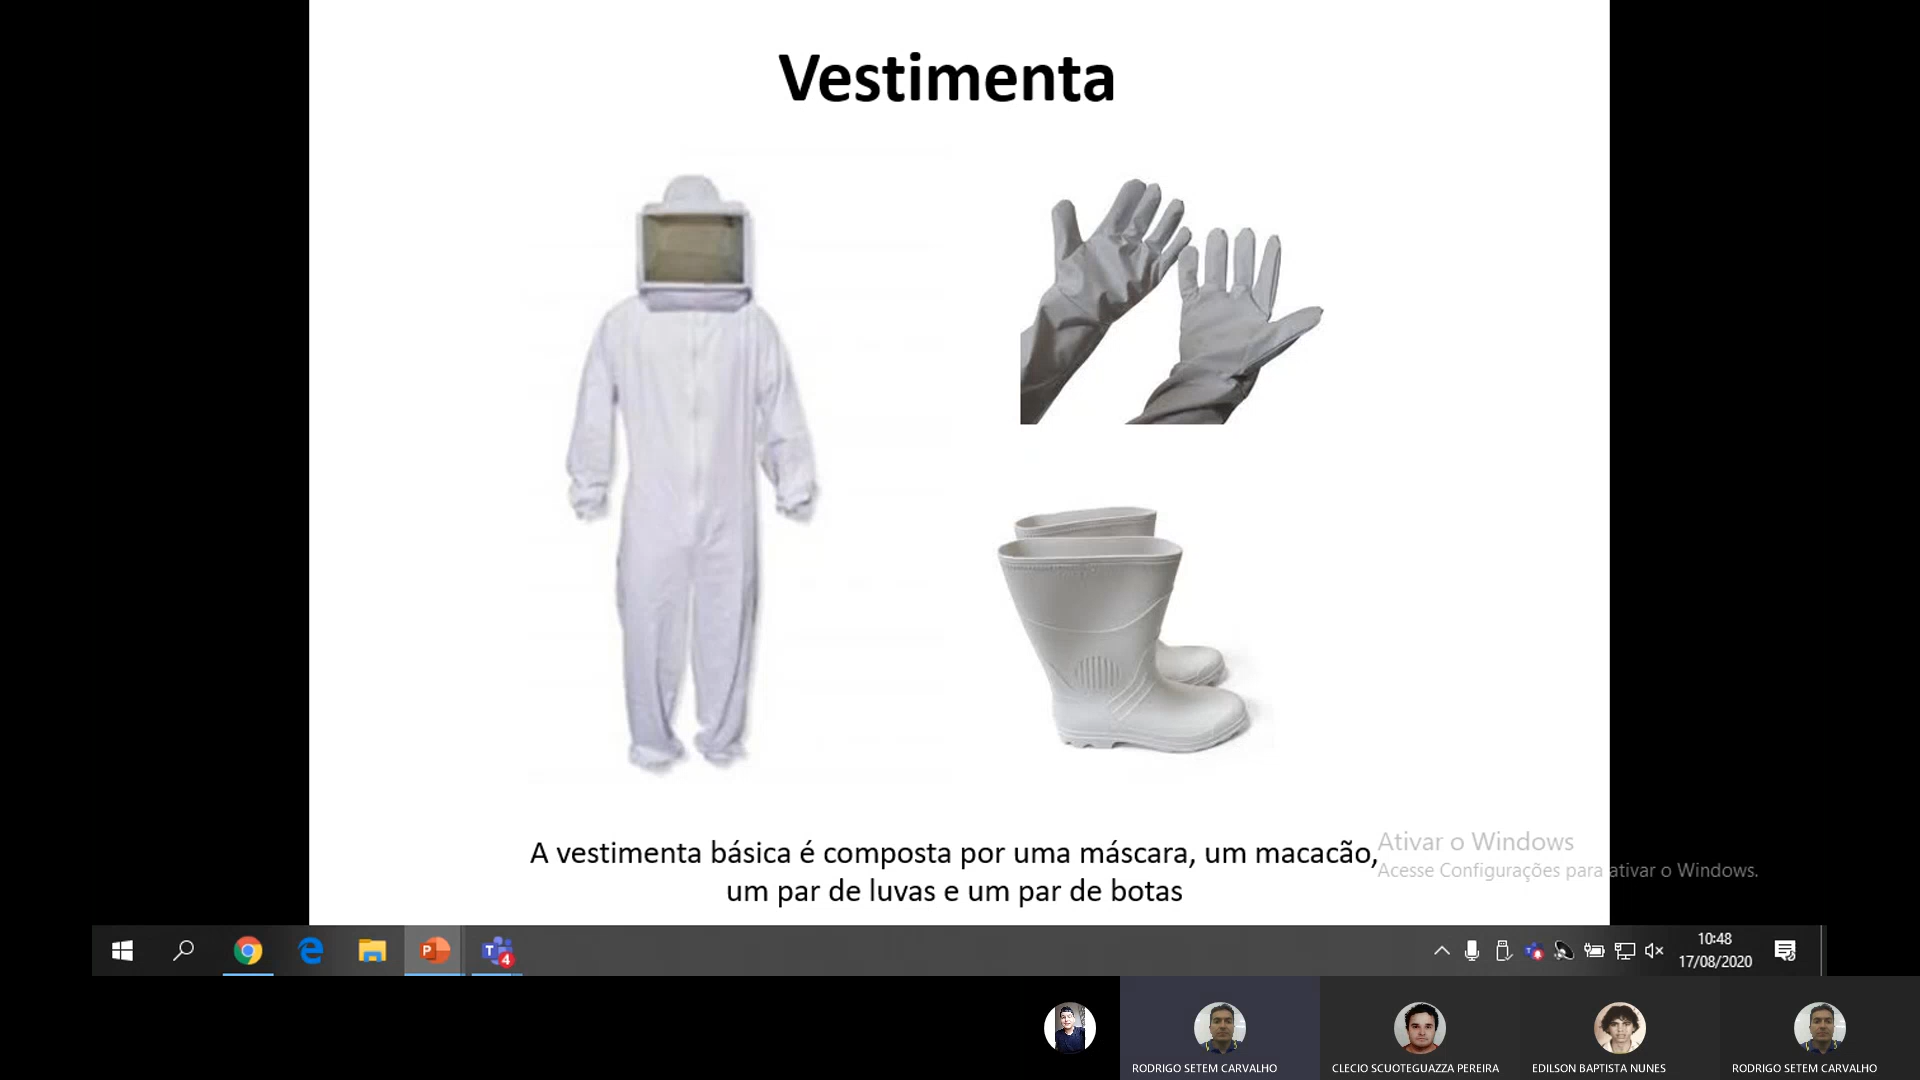 Vestimenta
A vestimenta básica é composta por uma máscara, um macacão,
um par de luvas e um par de botas
Ativar o Windows
Acesse Configurações para ativar o Windows.
P
T
4
10:48
17/08/2020
RODRIGO SETEM CARVALHO
CLECIO SCUOTEGUAZZA PEREIRA
EDILSON BAPTISTA NUNES
RODRIGO SETEM CARVALHO